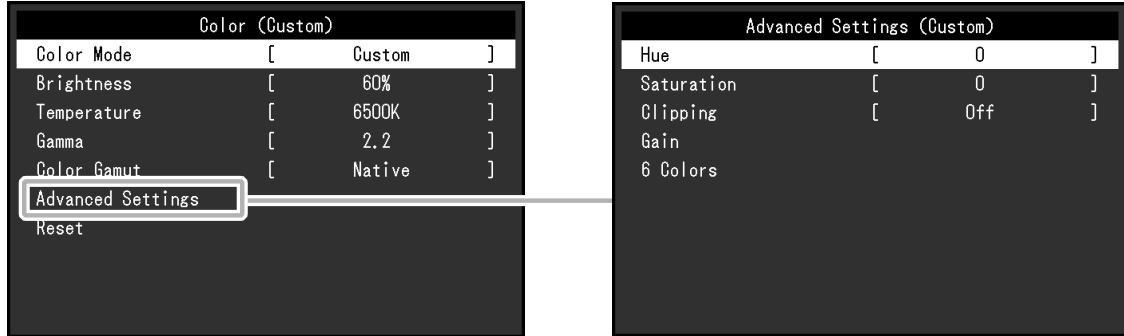 Color (Custom)
Color Mode [ Custom ]
Brightness [ 60% ]
Temperature [ 6500K ]
Gamma [ 2.2 ]
Color Gamut [ Native ]
Advanced Settings
Reset
Advanced Settings (Custom)
Hue [ 0 ]
Saturation [ 0 ]
Clipping [ Off ]
Gain
6 Colors